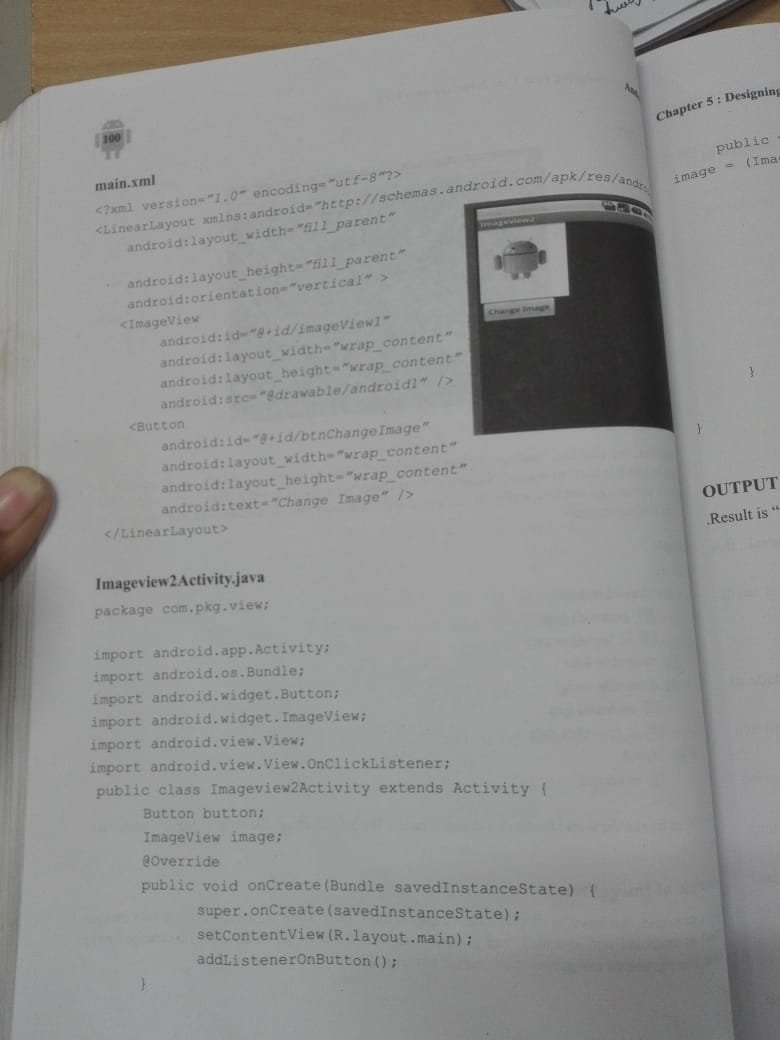 100
main.xml
<?xml version="1.0" encoding="utf-8"?>
<LinearLayout xmlns:android="http://schemas.android.com/apk/res/andro
android:layout_width="fill_parent"
android:layout_height="fill_parent"
android:orientation="vertical" >
<ImageView
android:id="@+id/imageView1"
android:layout_width="wrap_content"
android:layout_height="wrap_content"
android:src="@drawable/android1" />
<Button
android:id="@+id/btnChangeImage"
android:layout_width="wrap_content"
android:layout_height="wrap_content"
android:text="Change Image" />
</LinearLayout>
Imageview2
Change Image
Imageview2Activity.java
package com.pkg.view;
import android.app.Activity;
import android.os.Bundle;
import android.widget.Button;
import android.widget.ImageView;
import android.view.View;
import android.view.View.OnClickListener;
public class Imageview2Activity extends Activity {
Button button;
ImageView image;
@Override
public void onCreate(Bundle savedInstanceState) {
super.onCreate(savedInstanceState);
setContentView(R.layout.main);
addListenerOnButton();
}
Chapter 5 : Designing
public
image = (Ima
}
}
OUTPUT
.Result is "